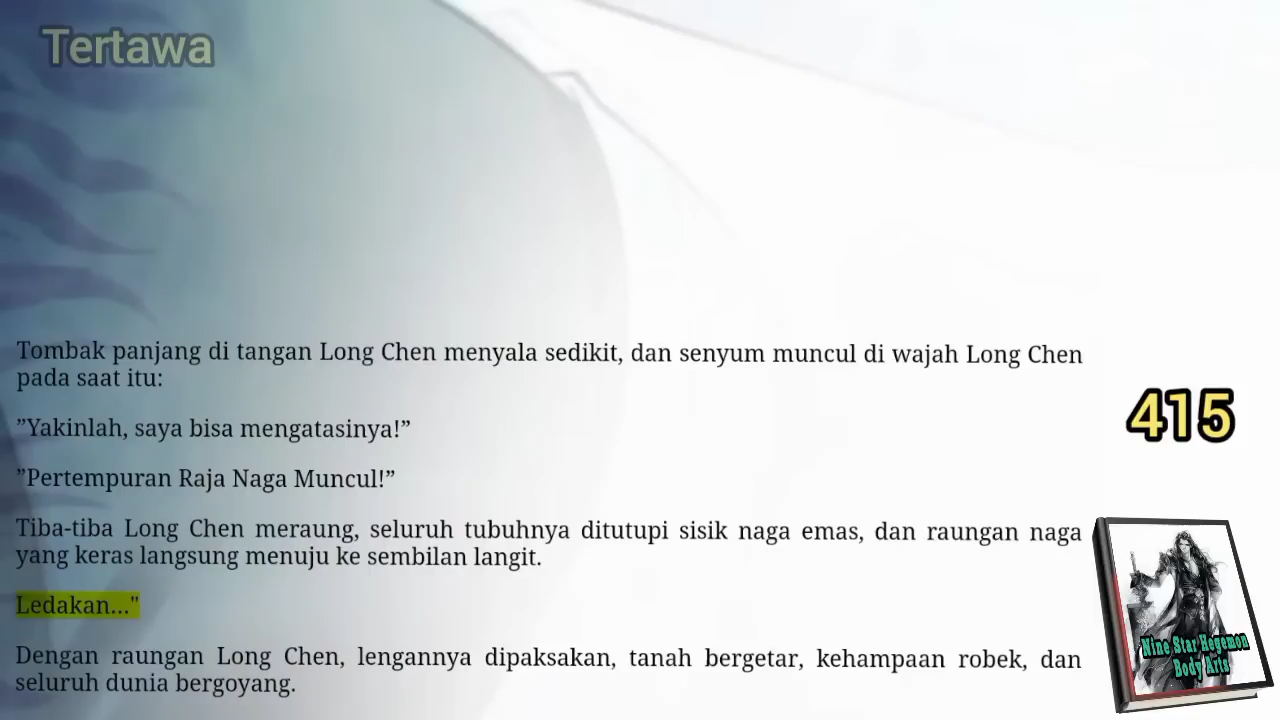 Tertawa
Tombak panjang di tangan Long Chen menyala sedikit, dan senyum muncul di wajah Long Chen
pada saat itu:
”Yakinlah, saya bisa mengatasinya!”
”Pertempuran Raja Naga Muncul!”
Tiba-tiba Long Chen meraung, seluruh tubuhnya ditutupi sisik naga emas, dan raungan naga
yang keras langsung menuju ke sembilan langit.
Ledakan..."
Dengan raungan Long Chen, lengannya dipaksakan, tanah bergetar, kehampaan robek, dan
seluruh dunia bergoyang.
415
Nine Star Hegemon
Body Arts